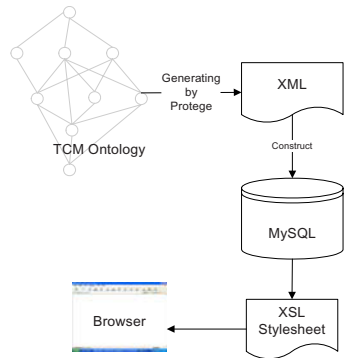 Generating
by
Protege
XML
TCM Ontology
Construct
MySQL
XSL
Stylesheet
Browser